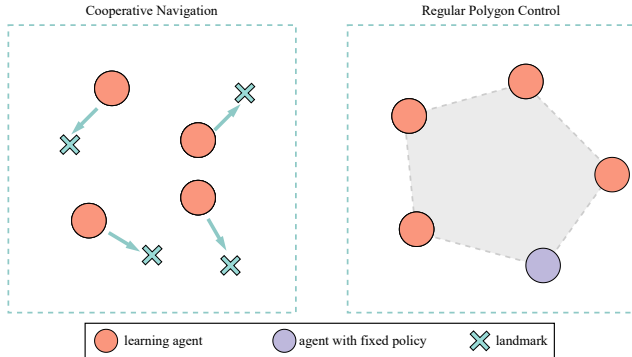 Cooperative Navigation
Regular Polygon Control
learning agent
agent with fixed policy
landmark